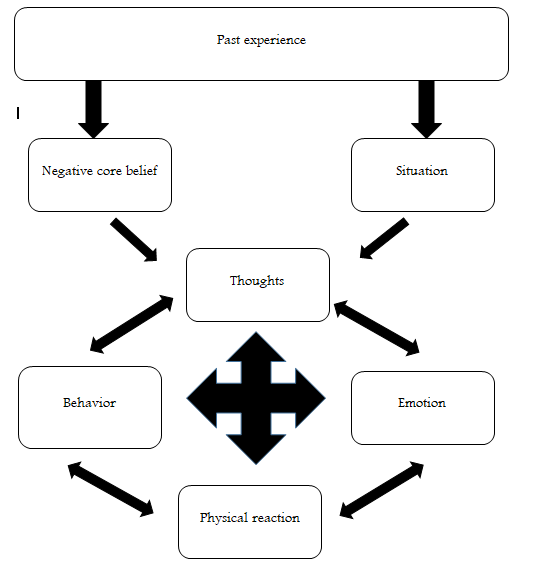 Past experience
Negative core belief
Situation
Thoughts
Behavior
Emotion
Physical reaction